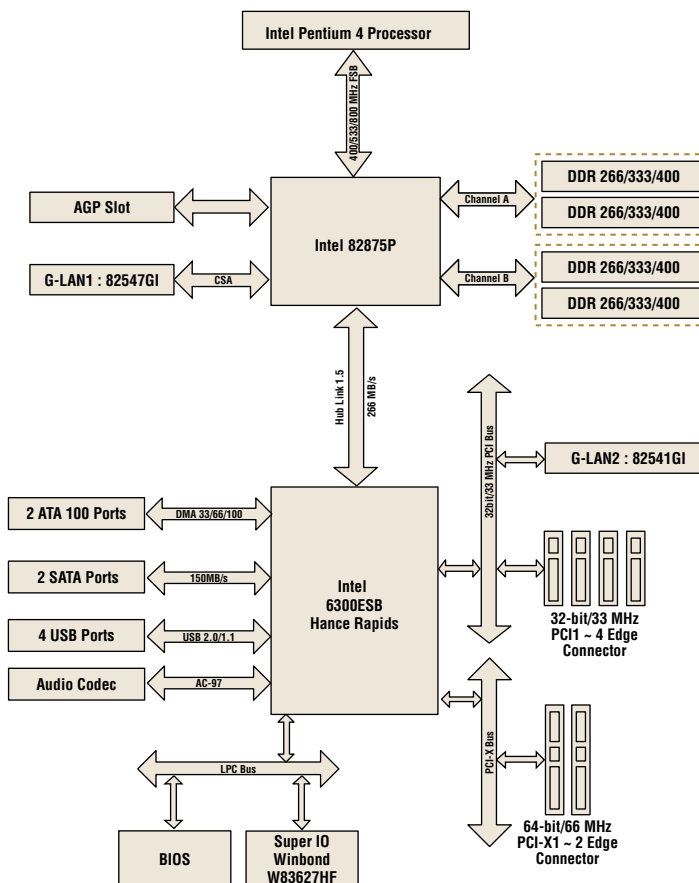 Intel Pentium 4 Processor
400/533/800 MHz FSB
AGP Slot
G-LAN1 : 82547GI
CSA
Intel 82875P
Channel A
DDR 266/333/400
DDR 266/333/400
Channel B
DDR 266/333/400
DDR 266/333/400
Hub Link 1.5
266 MB/s
32bit/33 MHz PCI Bus
G-LAN2 : 82541GI
2 ATA 100 Ports
DMA 33/66/100
2 SATA Ports
150MB/s
4 USB Ports
USB 2.0/1.1
Audio Codec
AC-97
Intel
6300ESB
Hance Rapids
32-bit/33 MHz
PCI1 ~ 4 Edge
Connector
PCI-X Bus
64-bit/66 MHz
PCI-X1 ~ 2 Edge
Connector
LPC Bus
BIOS
Super IO
Winbond
W83627HF